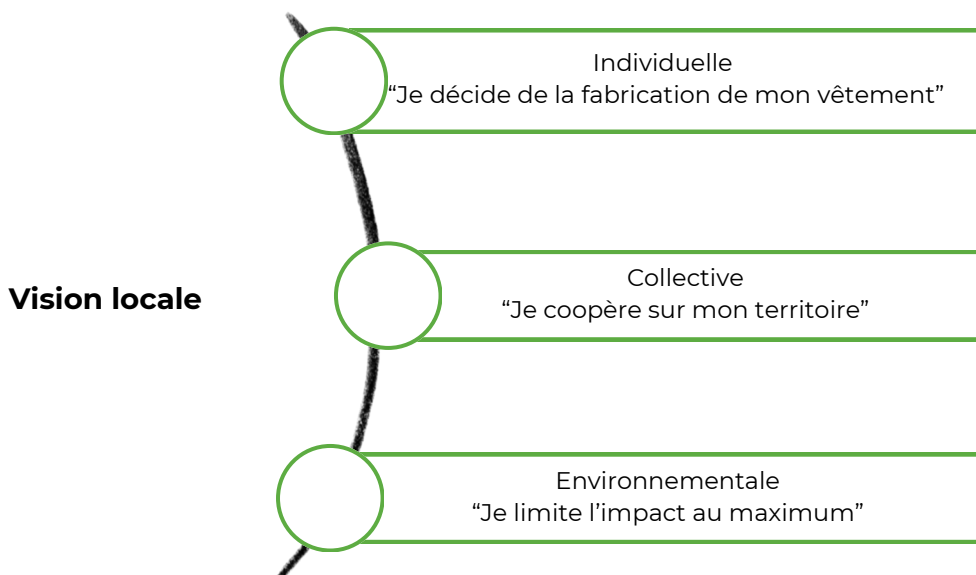 Individuelle
“Je décide de la fabrication de mon vêtement”
Vision locale
Collective
“Je coopère sur mon territoire”
Environnementale
“Je limite l’impact au maximum”